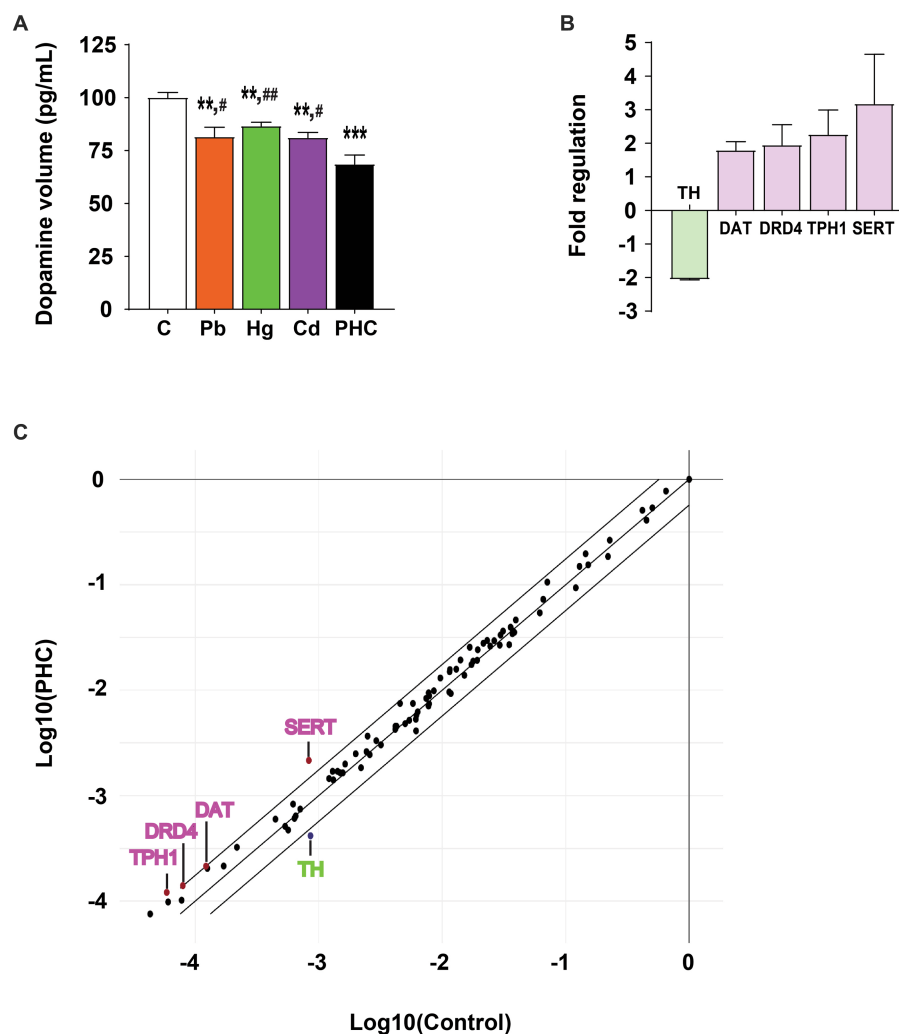 A
Dopamine volume (pg/mL)
125
100
75
50
25
0
**,#
**,##
**,#
***
C Pb Hg Cd PHC
B
Fold regulation
5
4
3
2
1
0
-1
-2
-3
TH
DAT DRD4 TPH1 SERT
C
Log10(PHC)
0
-1
-2
-3
-4
SERT
DAT
DRD4
TPH1
TH
-4 -3 -2 -1 0
Log10(Control)